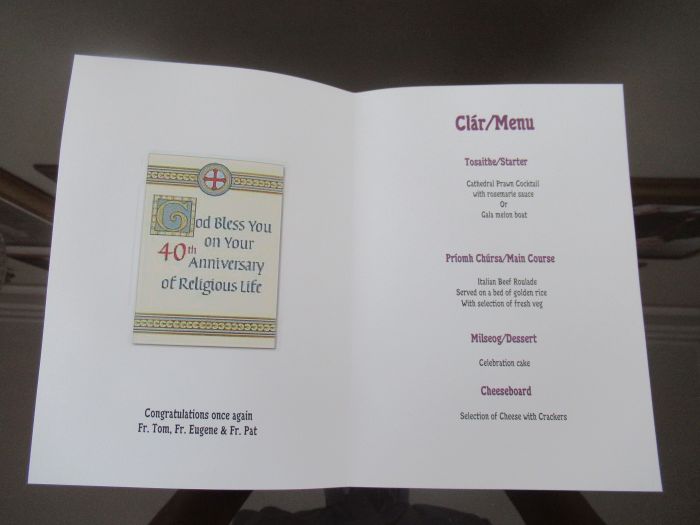 God Bless You
on Your
40th Anniversary
of Religious Life
Congratulations once again
Fr. Tom, Fr. Eugene & Fr. Pat
Clár/Menu
Tosaithe/Starter
Cathedral Prawn Cocktail
with rosemarie sauce
Or
Gala melon boat
Príomh Chúrsa/Main Course
Italian Beef Roulade
Served on a bed of golden rice
With selection of fresh veg
Milseog/Dessert
Celebration cake
Cheeseboard
Selection of Cheese with Crackers